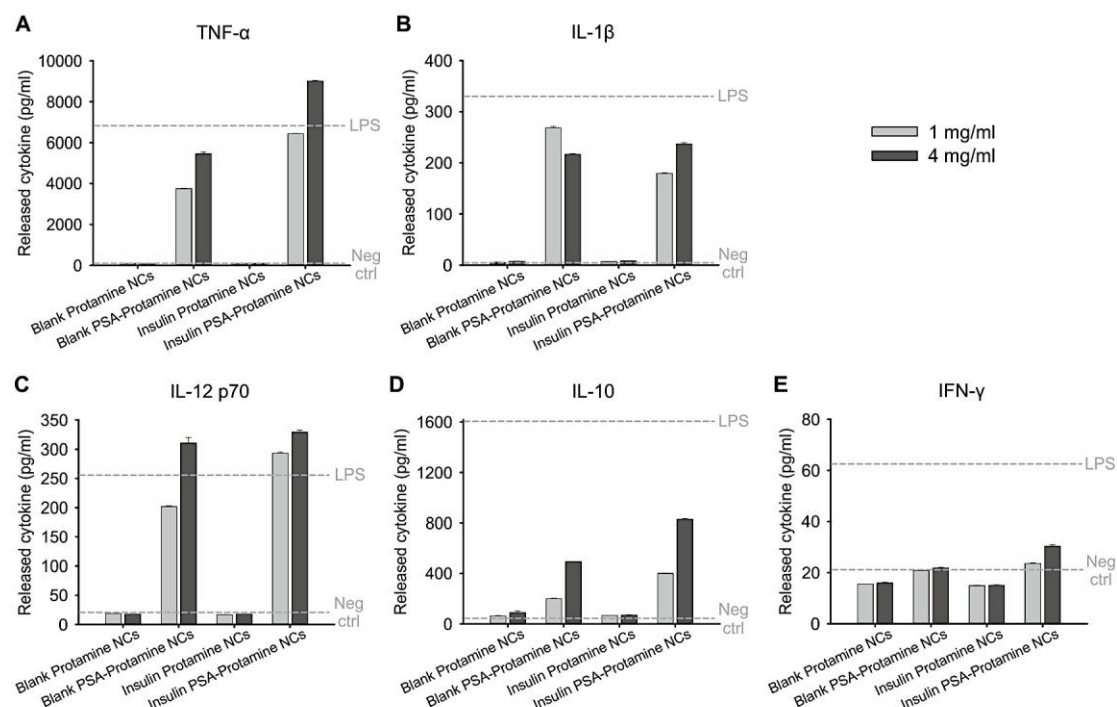 A
TNF-α
Released cytokine (pg/ml)
10000
8000
6000
4000
2000
0
LPS
Neg
ctrl
Blank Protamine NCs
Blank PSA-Protamine NCs
Insulin Protamine NCs
Insulin PSA-Protamine NCs
B
IL-1β
Released cytokine (pg/ml)
400
300
200
100
0
LPS
Neg
ctrl
Blank Protamine NCs
Blank PSA-Protamine NCs
Insulin Protamine NCs
Insulin PSA-Protamine NCs
1 mg/ml
4 mg/ml
C
IL-12 p70
Released cytokine (pg/ml)
350
300
250
200
150
100
50
0
LPS
Neg
ctrl
Blank Protamine NCs
Blank PSA-Protamine NCs
Insulin Protamine NCs
Insulin PSA-Protamine NCs
D
IL-10
Released cytokine (pg/ml)
1600
1200
800
400
0
LPS
Neg
ctrl
Blank Protamine NCs
Blank PSA-Protamine NCs
Insulin Protamine NCs
Insulin PSA-Protamine NCs
E
IFN-γ
Released cytokine (pg/ml)
80
60
40
20
0
LPS
Neg
ctrl
Blank Protamine NCs
Blank PSA-Protamine NCs
Insulin Protamine NCs
Insulin PSA-Protamine NCs